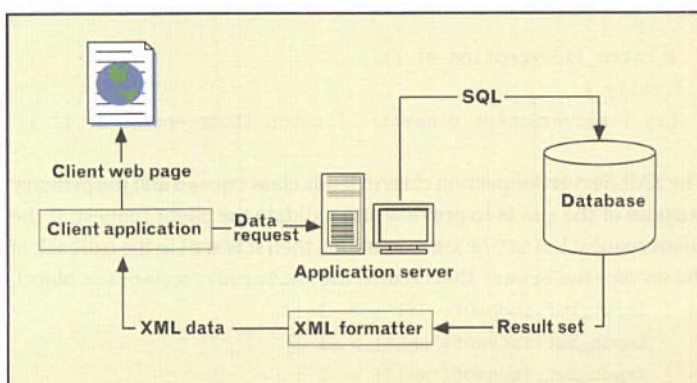 SQL
Client web page
Database
Client application
Data
request
Application server
XML data
XML formatter
Result set